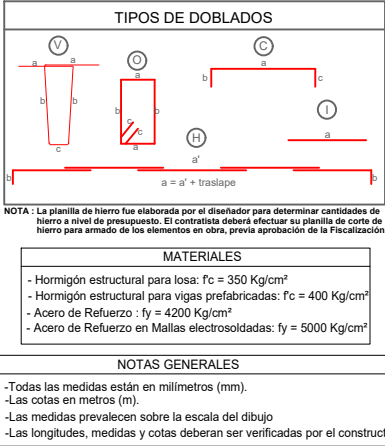 TIPOS DE DOBLADOS
V O C
a a a a
b b b b b c
c c c a I
H a
a'
b b
a = a' + traslape
NOTA : La planilla de hierro fue elaborada por el diseñador para determinar cantidades de
hierro a nivel de presupuesto. El contratista deberá efectuar su planilla de corte de
hierro para armado de los elementos en obra, previa aprobación de la Fiscalización
MATERIALES
- Hormigón estructural para losa: f'c = 350 Kg/cm²
- Hormigón estructural para vigas prefabricadas: f'c = 400 Kg/cm²
- Acero de Refuerzo : fy = 4200 Kg/cm²
- Acero de Refuerzo en Mallas electrosoldadas: fy = 5000 Kg/cm²
NOTAS GENERALES
-Todas las medidas están en milímetros (mm).
-Las cotas en metros (m).
-Las medidas prevalecen sobre la escala del dibujo
-Las longitudes, medidas y cotas deberan ser verificadas por el construct